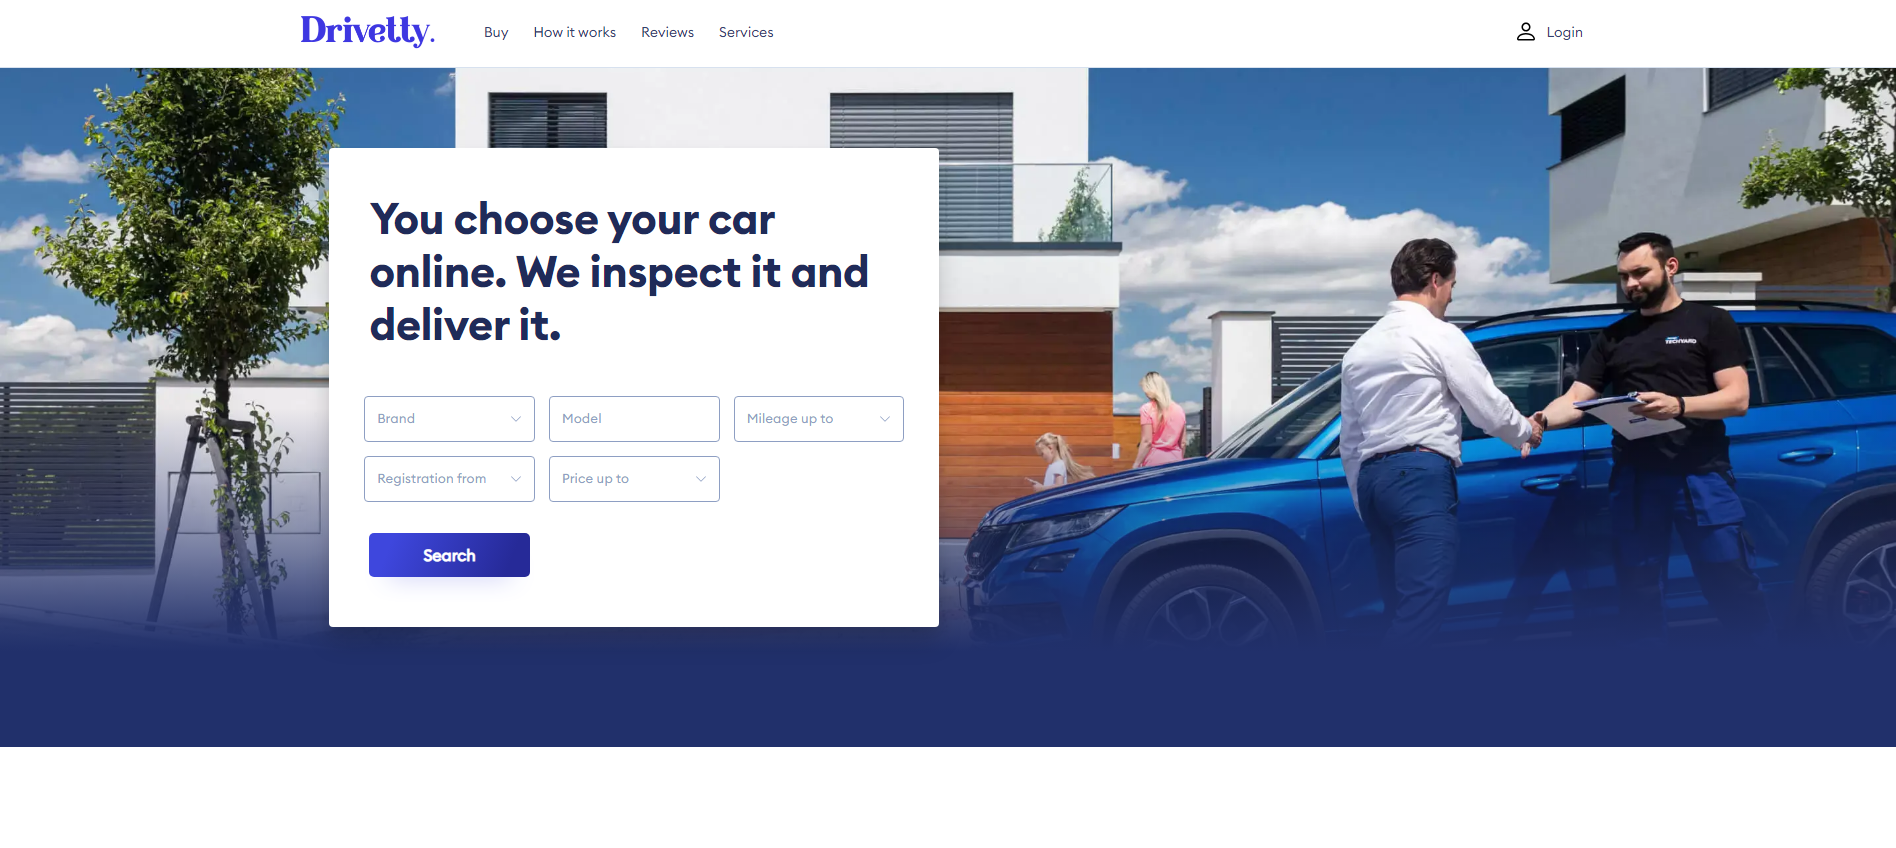 Drivetty.
Buy
How it works
Reviews
Services
Login
You choose your car
online. We inspect it and
deliver it.
Brand
Model
Mileage up to
Registration from
Price up to
Search
TECHYARD